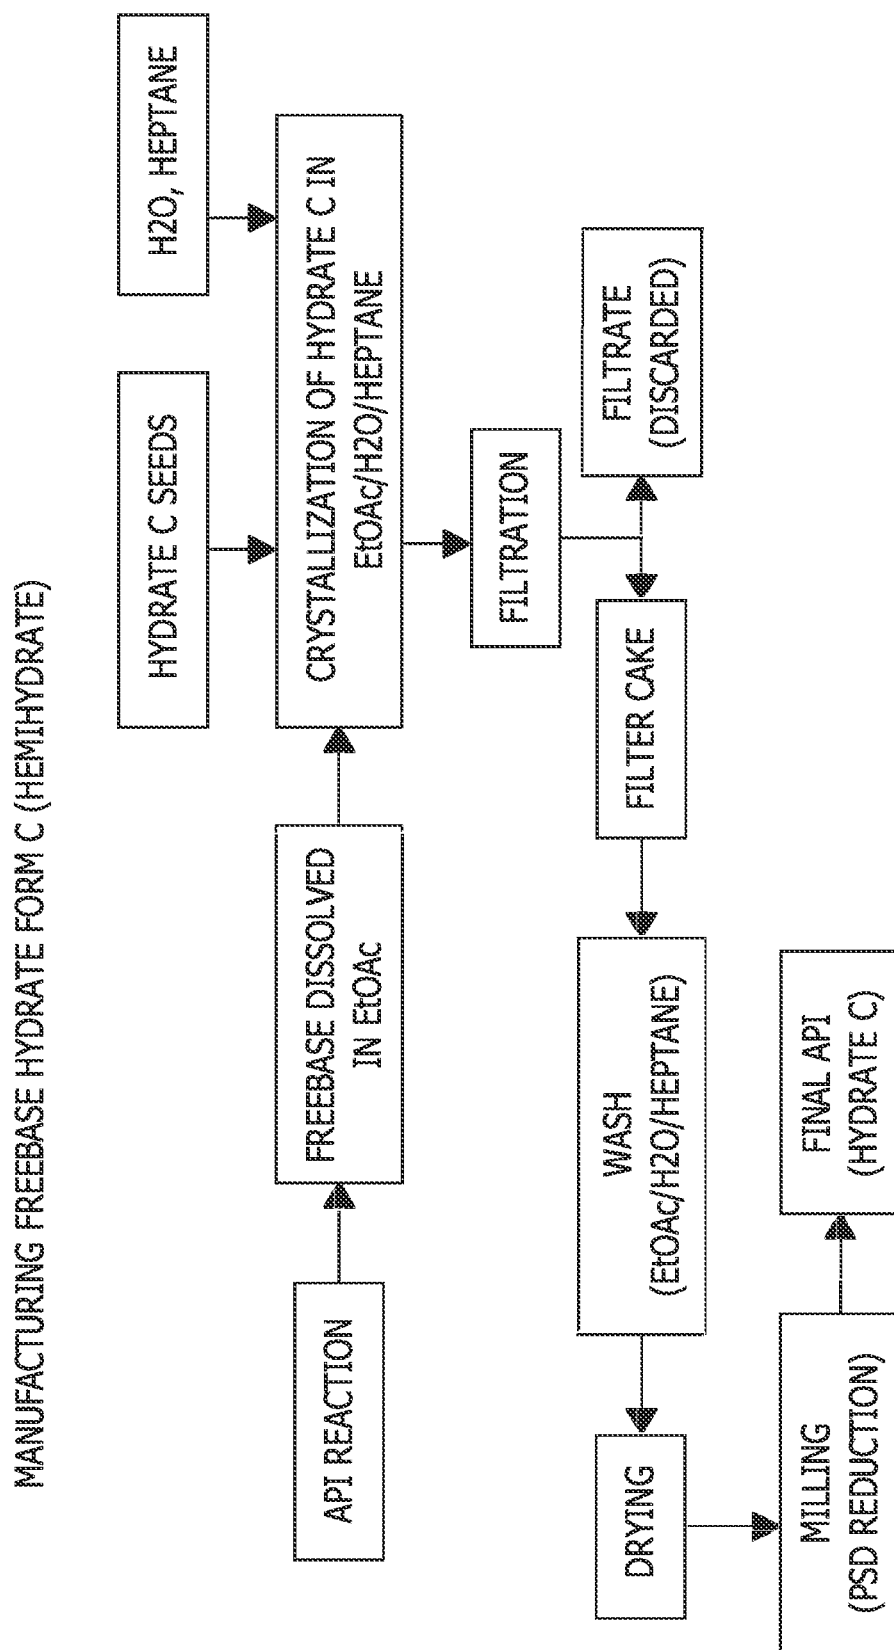 MANUFACTURING FREEBASE HYDRATE FORM C (HEMIHYDRATE)
HYDRATE C SEEDS
H2O, HEPTANE
API REACTION
FREEBASE DISSOLVED
IN EtOAc
CRYSTALLIZATION OF HYDRATE C IN
EtOAc/H2O/HEPTANE
FILTRATION
FILTER CAKE
FILTRATE
(DISCARDED)
WASH
(EtOAc/H2O/HEPTANE)
DRYING
MILLING
(PSD REDUCTION)
FINAL API
(HYDRATE C)